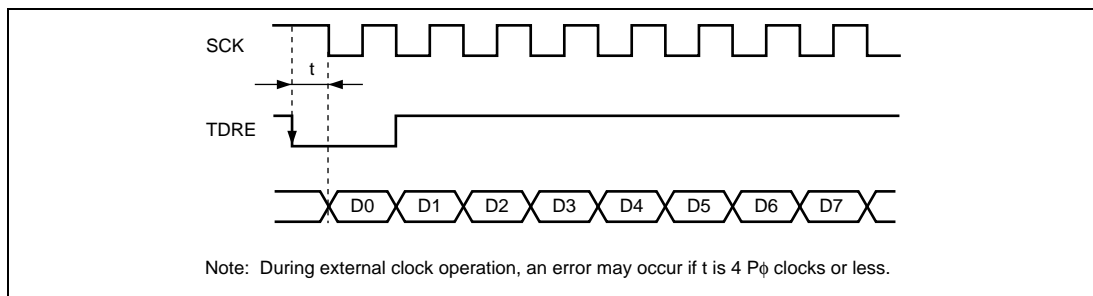 SCK
t
TDRE
D0 D1 D2 D3 D4 D5 D6 D7
Note: During external clock operation, an error may occur if t is 4 Pϕ clocks or less.